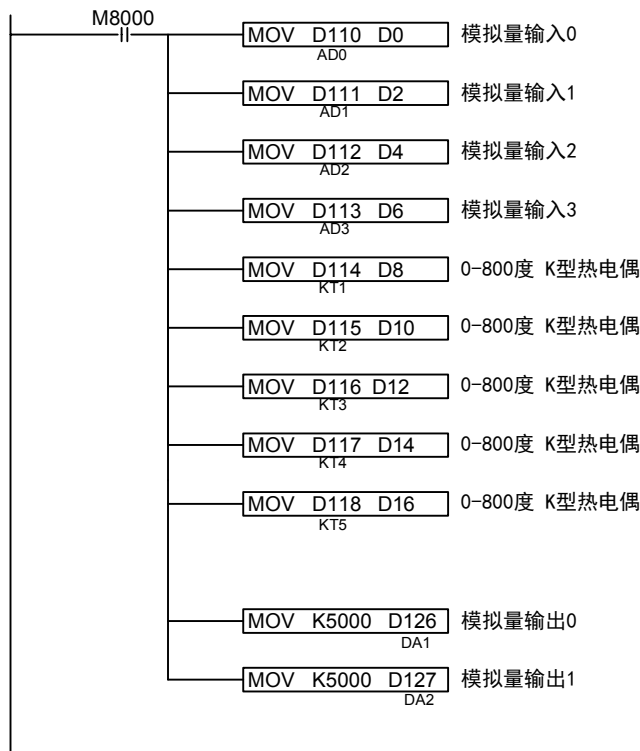 M8000
MOV D110 D0 模拟量输入0
AD0
MOV D111 D2 模拟量输入1
AD1
MOV D112 D4 模拟量输入2
AD2
MOV D113 D6 模拟量输入3
AD3
MOV D114 D8 0-800度 K型热电偶
KT1
MOV D115 D10 0-800度 K型热电偶
KT2
MOV D116 D12 0-800度 K型热电偶
KT3
MOV D117 D14 0-800度 K型热电偶
KT4
MOV D118 D16 0-800度 K型热电偶
KT5
MOV K5000 D126 模拟量输出0
DA1
MOV K5000 D127 模拟量输出1
DA2